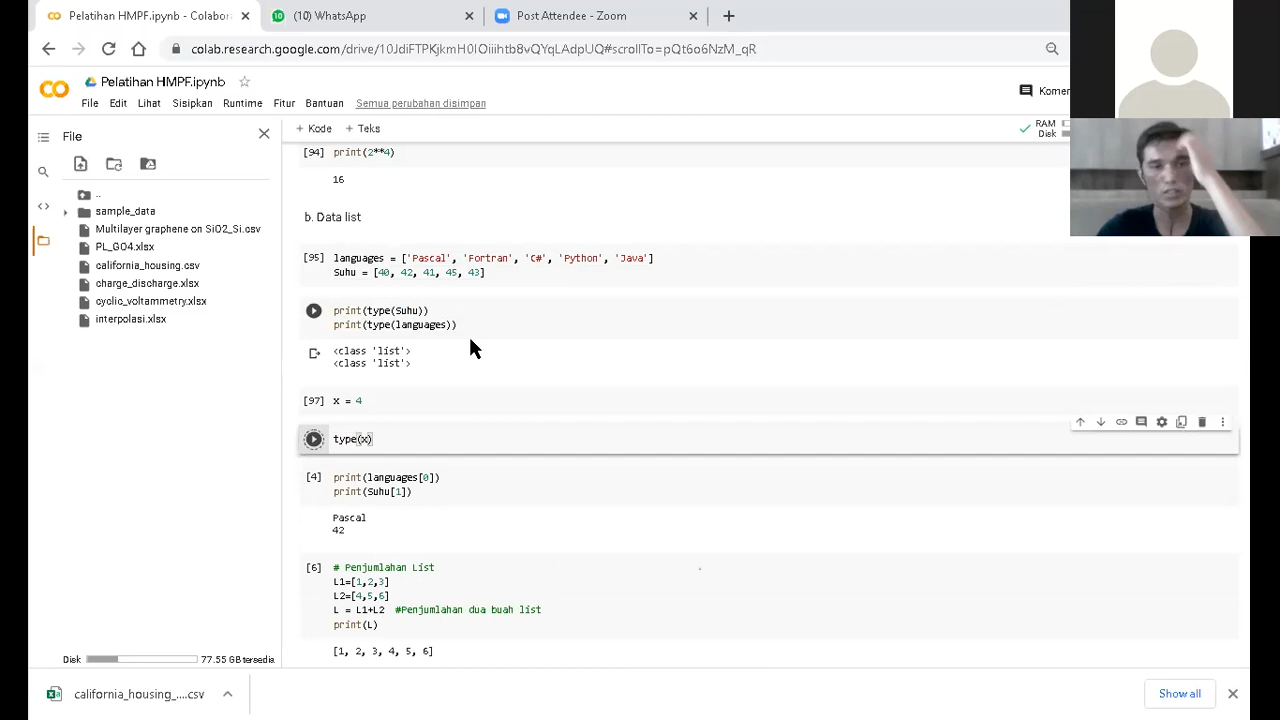 Pelatihan HMPF.ipynb - Colabora
(10) WhatsApp
Post Attendee - Zoom
colab.research.google.com/drive/10JdiFTPKjkmH0lOiiihtb8vQYqLAdpUQ#scrollTo=pQt6o6NzM_qR
Pelatihan HMPF.ipynb
File Edit Lihat Sisipkan Runtime Fitur Bantuan Semua perubahan disimpan
Komen
File
+ Kode + Teks
RAM
Disk
..
sample_data
Multilayer graphene on SiO2_Si.csv
PL_GO4.xlsx
california_housing.csv
charge_discharge.xlsx
cyclic_voltammetry.xlsx
interpolasi.xlsx
Disk 77.55 GB tersedia
[94] print(2**4)
16
b. Data list
[95] languages = ['Pascal', 'Fortran', 'C#', 'Python', 'Java']
Suhu = [40, 42, 41, 45, 43]
print(type(Suhu))
print(type(languages))
<class 'list'>
<class 'list'>
[97] x = 4
type(x)
[4] print(languages[0])
print(Suhu[1])
Pascal
42
[6] # Penjumlahan List
L1=[1,2,3]
L2=[4,5,6]
L = L1+L2 #Penjumlahan dua buah list
print(L)
[1, 2, 3, 4, 5, 6]
california_housing_....csv
Show all